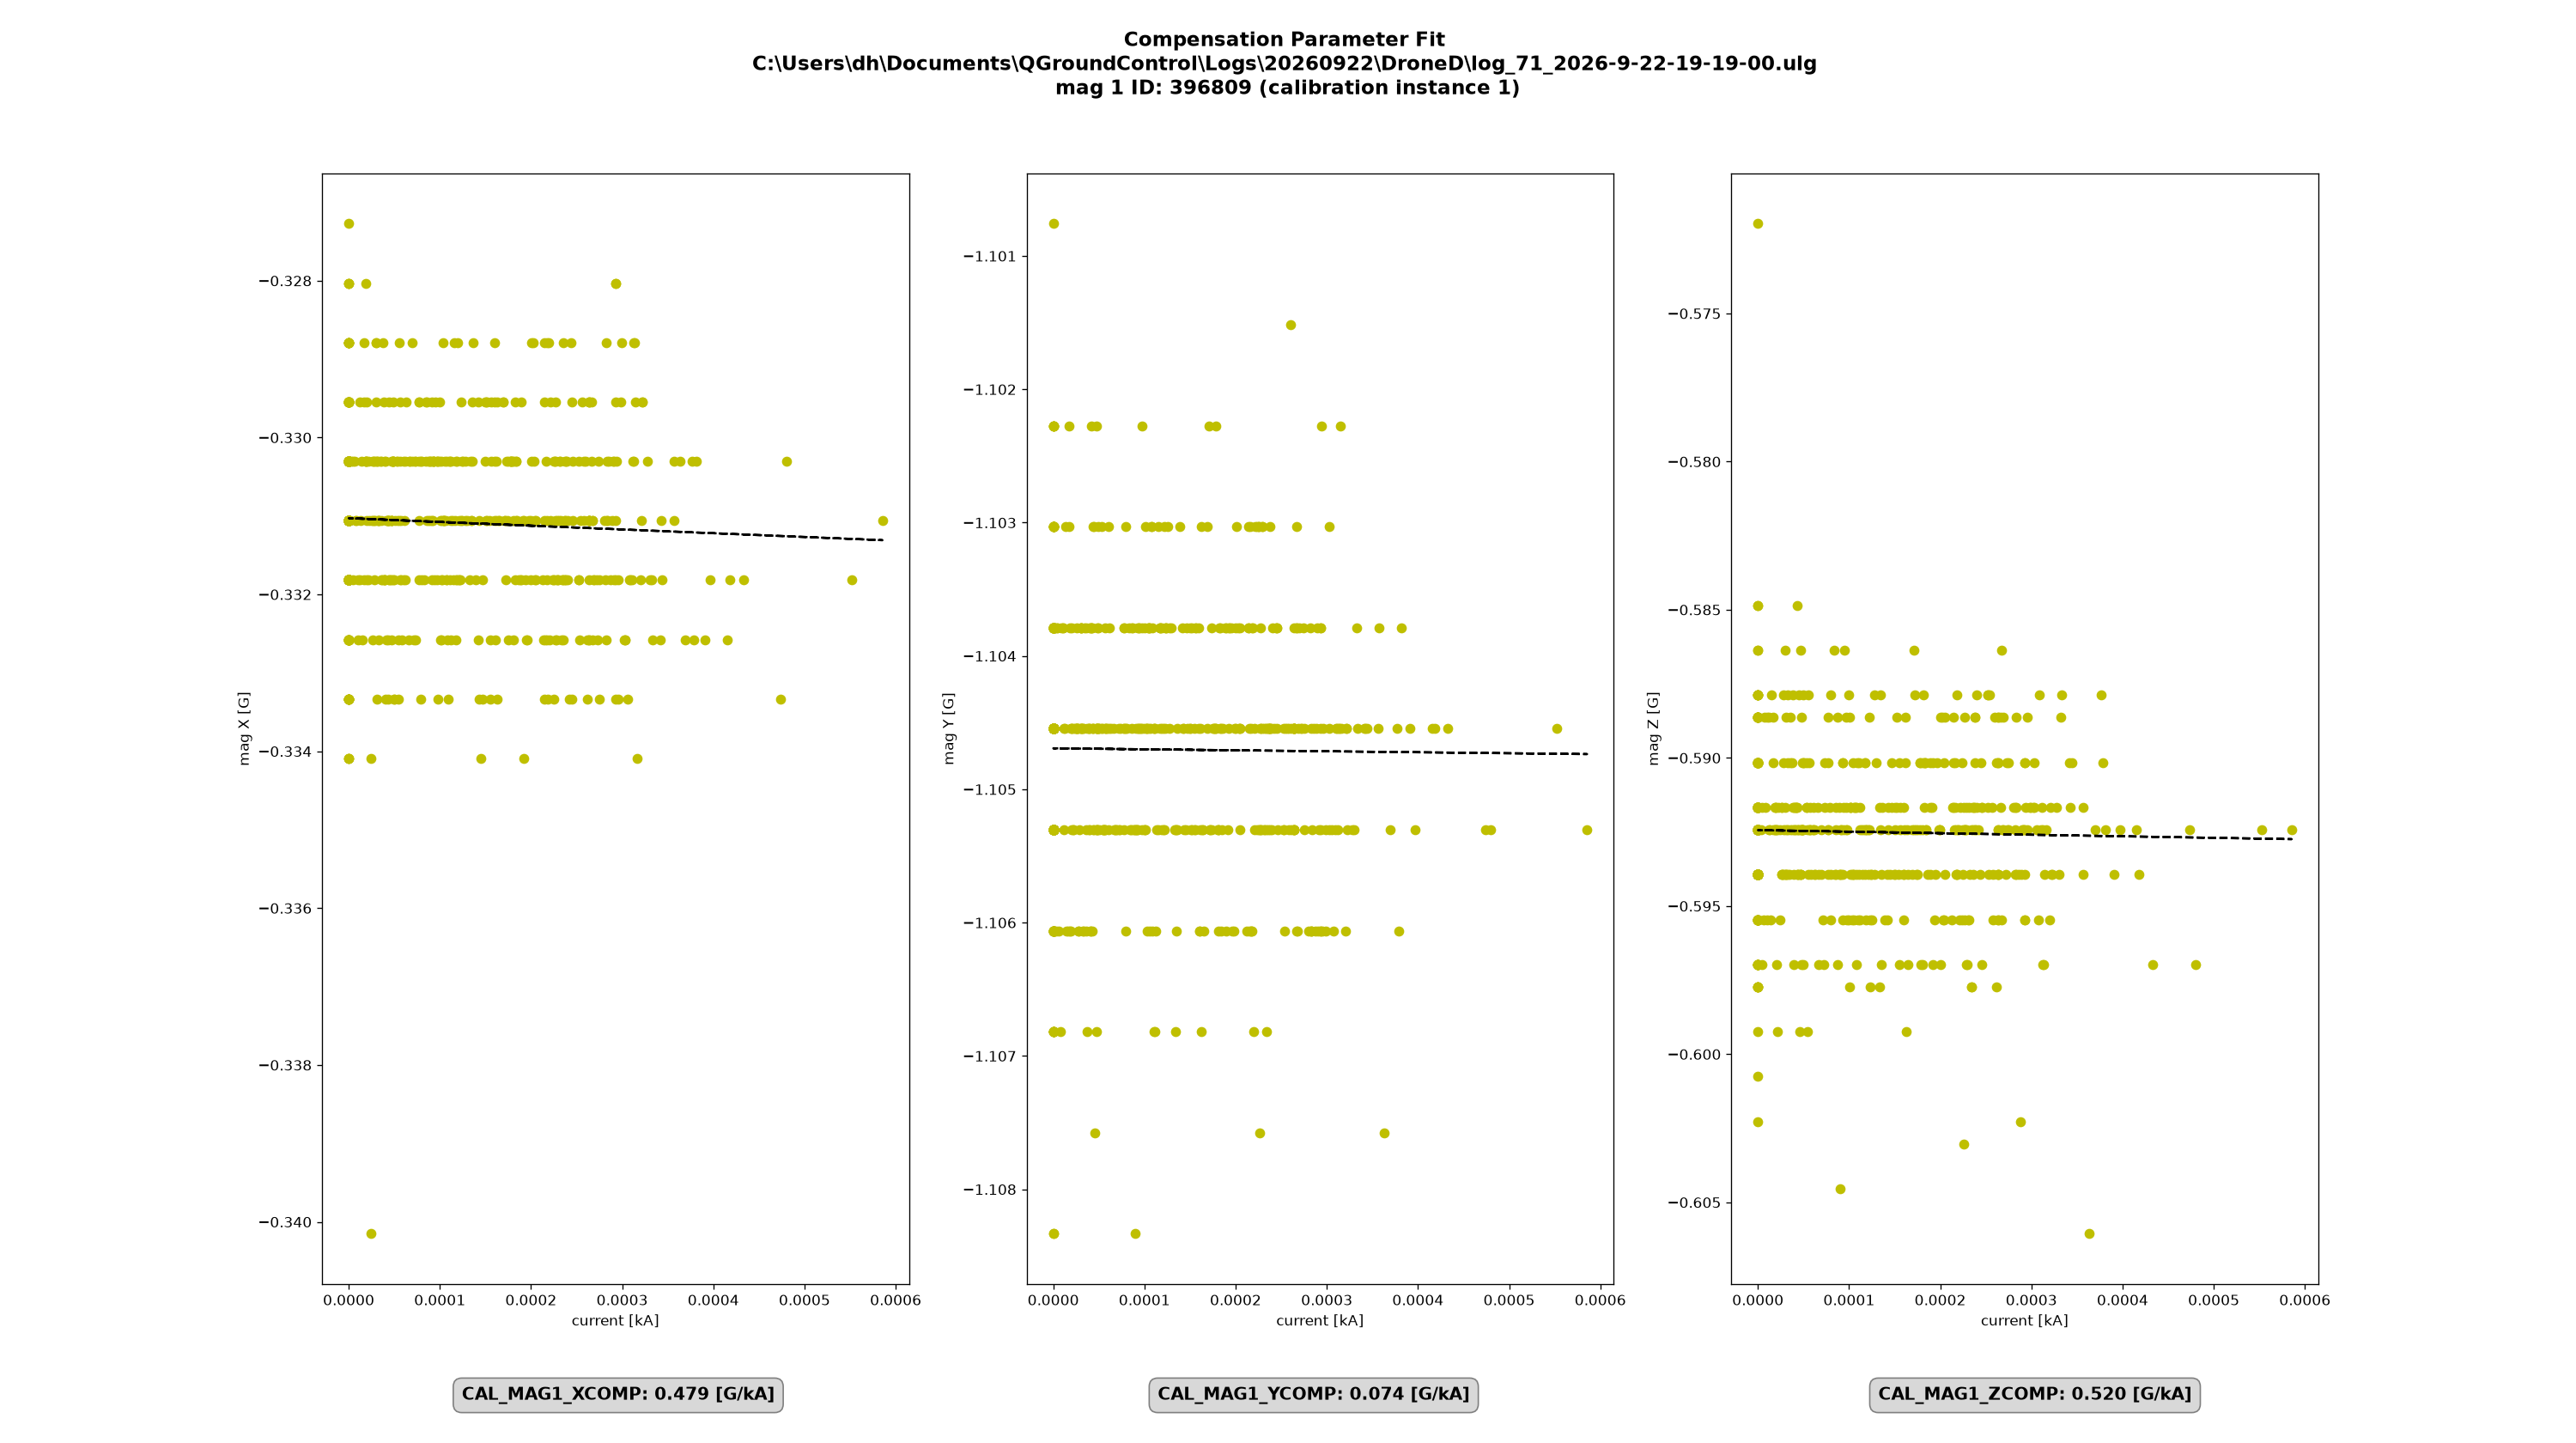 Compensation Parameter Fit
C:\Users\dh\Documents\QGroundControl\Logs\20260922\DroneD\log_71_2026-9-22-19-19-00.ulg
mag 1 ID: 396809 (calibration instance 1)
mag X [G]
−0.328
−0.330
−0.332
−0.334
−0.336
−0.338
−0.340
0.0000 0.0001 0.0002 0.0003 0.0004 0.0005 0.0006
current [kA]
CAL_MAG1_XCOMP: 0.479 [G/kA]
mag Y [G]
−1.101
−1.102
−1.103
−1.104
−1.105
−1.106
−1.107
−1.108
0.0000 0.0001 0.0002 0.0003 0.0004 0.0005 0.0006
current [kA]
CAL_MAG1_YCOMP: 0.074 [G/kA]
mag Z [G]
−0.575
−0.580
−0.585
−0.590
−0.595
−0.600
−0.605
0.0000 0.0001 0.0002 0.0003 0.0004 0.0005 0.0006
current [kA]
CAL_MAG1_ZCOMP: 0.520 [G/kA]